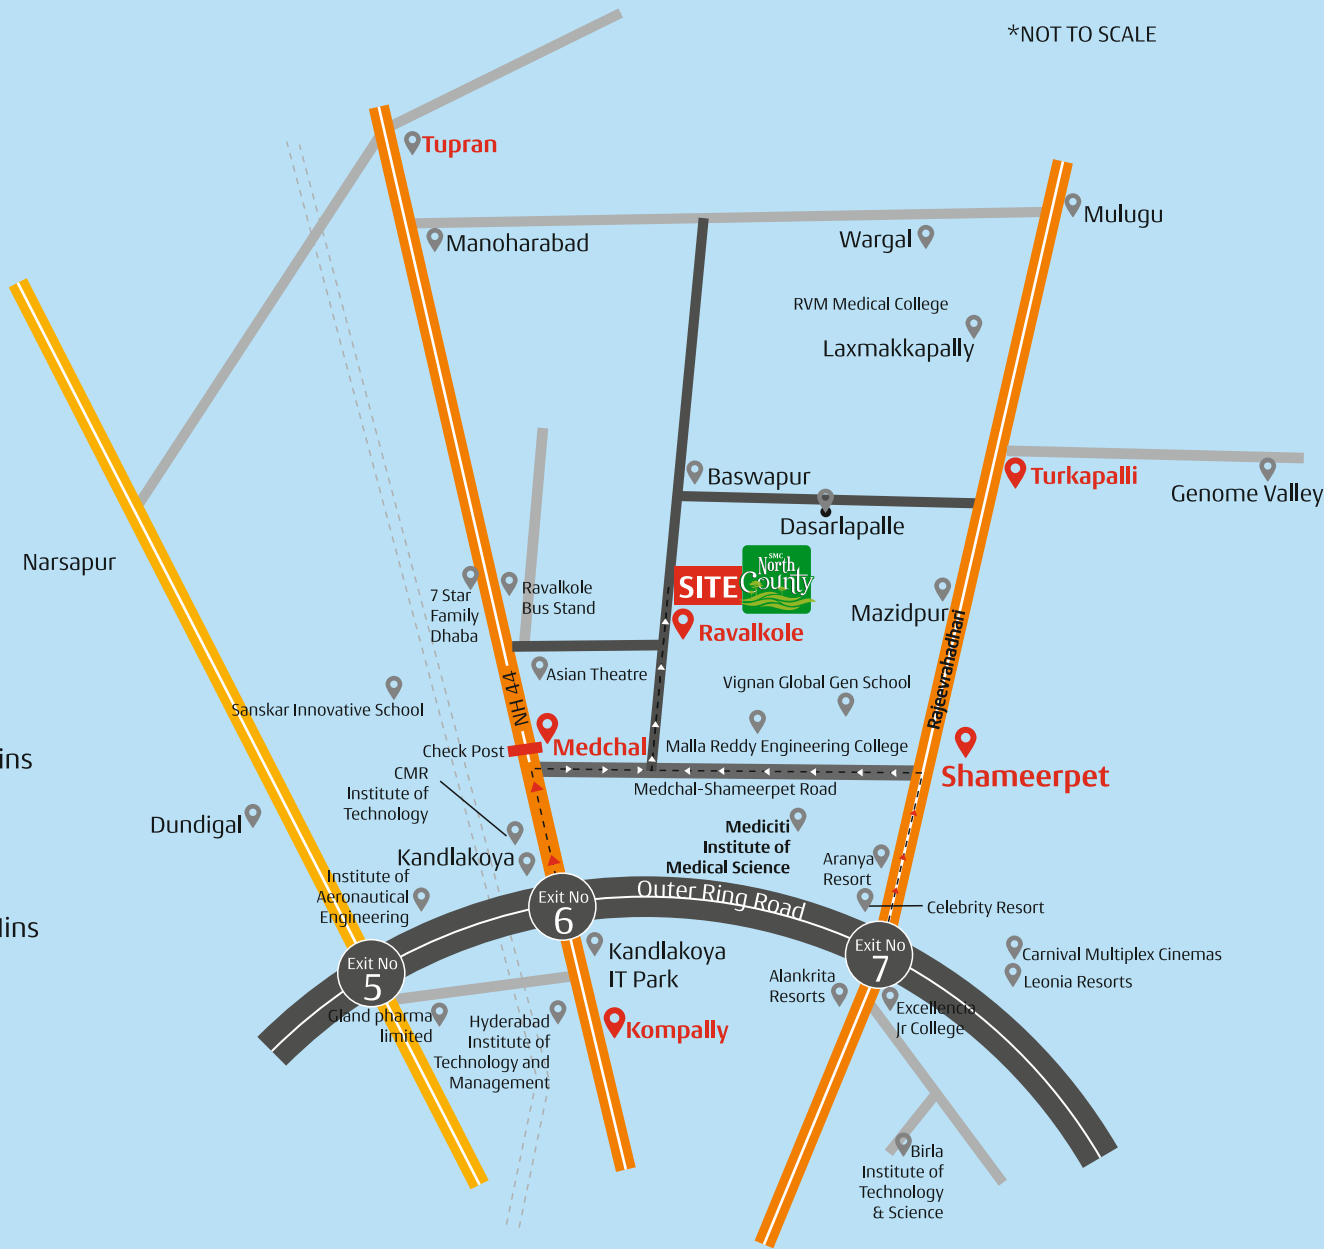 *NOT TO SCALE
Tupran
Mulugu
Manoharabad
Wargal
RVM Medical College
Laxmakkapally
Baswapur
Turkapalli
Genome Valley
Dasarlapalle
Narsapur
SITE
SMC
North
County
7 Star
Family
Dhaba
Ravalkole
Bus Stand
Ravalkole
Mazidpur
Rajeevrahadhari
Asian Theatre
Vignan Global Gen School
NH 44
Sanskar Innovative School
Check Post
Medchal
Malla Reddy Engineering College
Shameerpet
ins
CMR
Institute of
Technology
Medchal-Shameerpet Road
Dundigal
Mediciti
Institute of
Medical Science
Kandlakoya
Aranya
Resort
Institute of
Aeronautical
Engineering
Outer Ring Road
Celebrity Resort
Exit No
6
Exit No
5
Exit No
7
Kandlakoya
IT Park
Carnival Multiplex Cinemas
Leonia Resorts
Alankrita
Resorts
Excellencia
Jr College
Gland pharma
limited
Hyderabad
Institute of
Technology and
Management
Kompally
Birla
Institute of
Technology
& Science